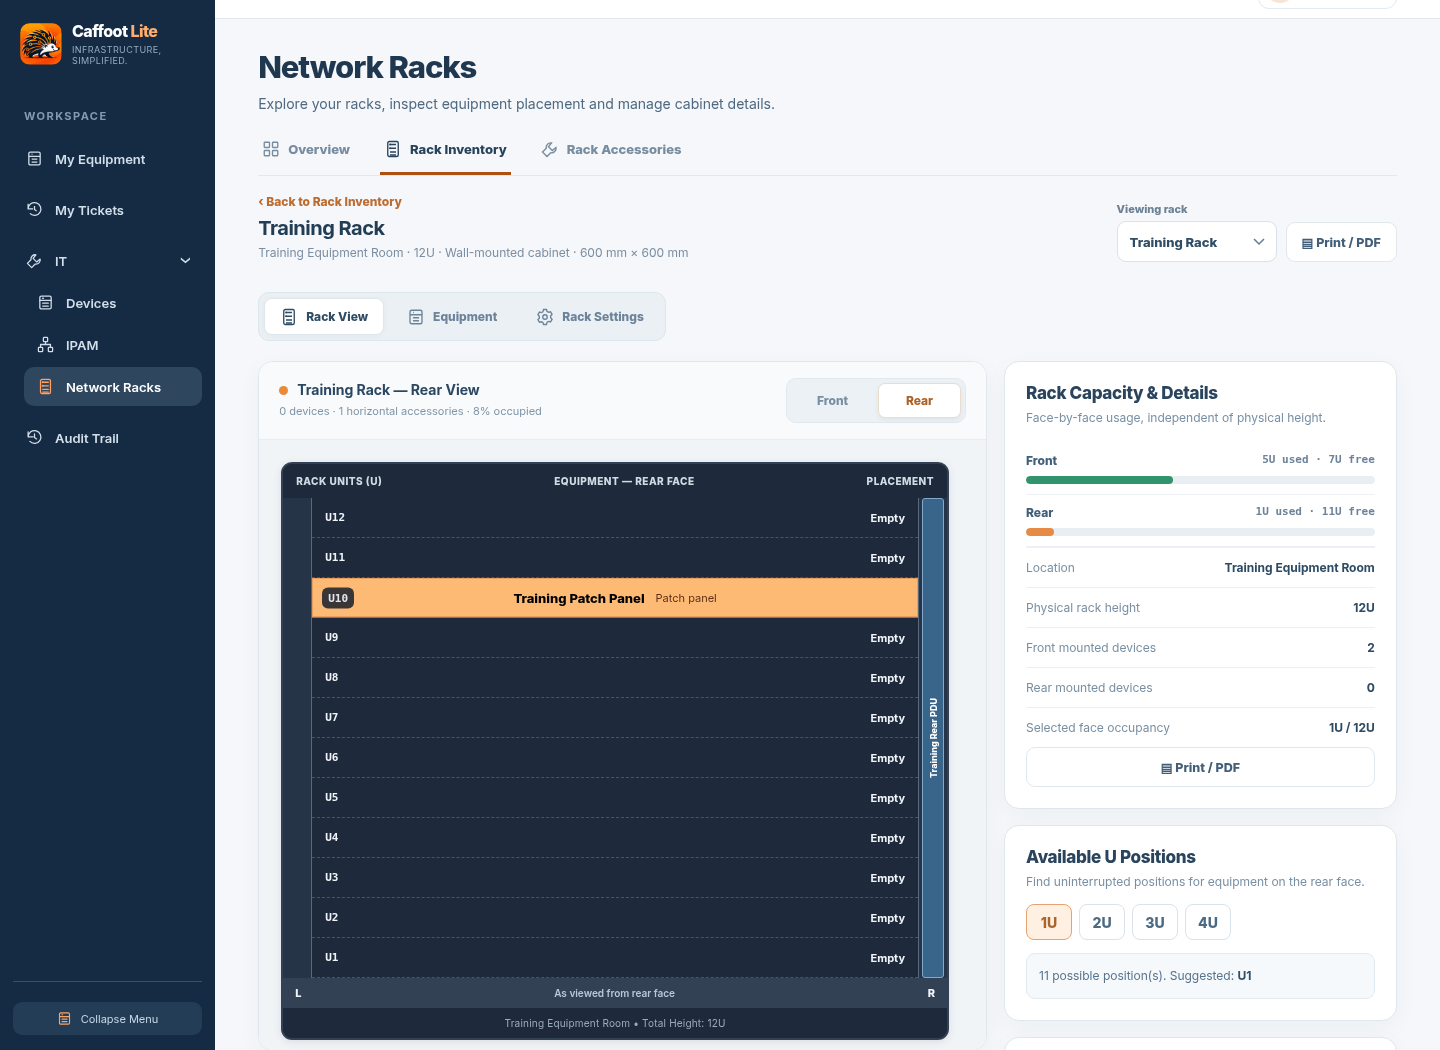 Caffoot Lite
INFRASTRUCTURE,
SIMPLIFIED.
WORKSPACE
My Equipment
My Tickets
IT
Devices
IPAM
Network Racks
Audit Trail
Collapse Menu
Network Racks
Explore your racks, inspect equipment placement and manage cabinet details.
Overview
Rack Inventory
Rack Accessories
‹ Back to Rack Inventory
Training Rack
Training Equipment Room · 12U · Wall-mounted cabinet · 600 mm × 600 mm
Viewing rack
Training Rack
▤ Print / PDF
Rack View
Equipment
Rack Settings
Training Rack — Rear View
0 devices · 1 horizontal accessories · 8% occupied
Front
Rear
RACK UNITS (U)
EQUIPMENT — REAR FACE
PLACEMENT
U12 Empty
U11 Empty
U10 Training Patch Panel Patch panel
U9 Empty
U8 Empty
U7 Empty
U6 Empty
U5 Empty
U4 Empty
U3 Empty
U2 Empty
U1 Empty
Training Rear PDU
L As viewed from rear face R
Training Equipment Room • Total Height: 12U
Rack Capacity & Details
Face-by-face usage, independent of physical height.
Front 5U used · 7U free
Rear 1U used · 11U free
Location Training Equipment Room
Physical rack height 12U
Front mounted devices 2
Rear mounted devices 0
Selected face occupancy 1U / 12U
▤ Print / PDF
Available U Positions
Find uninterrupted positions for equipment on the rear face.
1U 2U 3U 4U
11 possible position(s). Suggested: U1